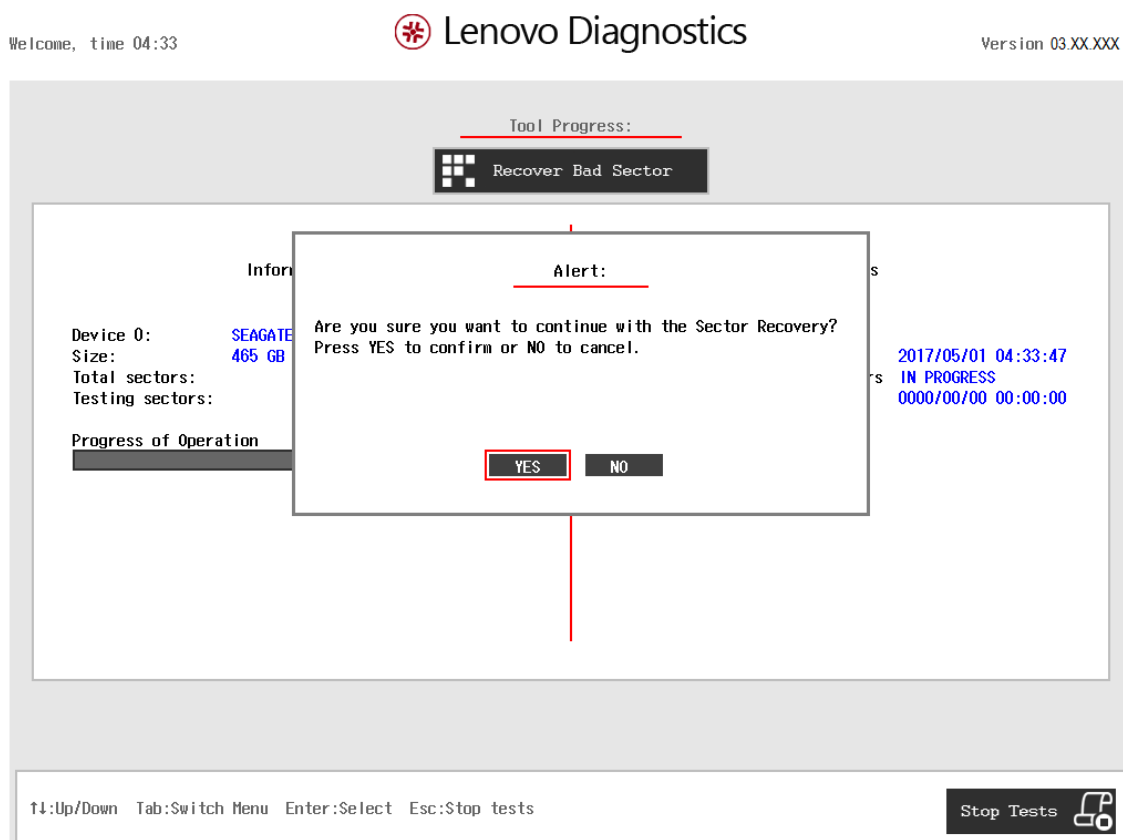 Welcome, time 04:33
Lenovo Diagnostics
Version 03.XX.XXX
Tool Progress:
Recover Bad Sector
Alert:
Are you sure you want to continue with the Sector Recovery?
Press YES to confirm or NO to cancel.
YES NO
Device 0: SEAGATE
Size: 465 GB
Total sectors:
Testing sectors:
Progress of Operation
2017/05/01 04:33:47
IN PROGRESS
0000/00/00 00:00:00
↑↓:Up/Down Tab:Switch Menu Enter:Select Esc:Stop tests
Stop Tests